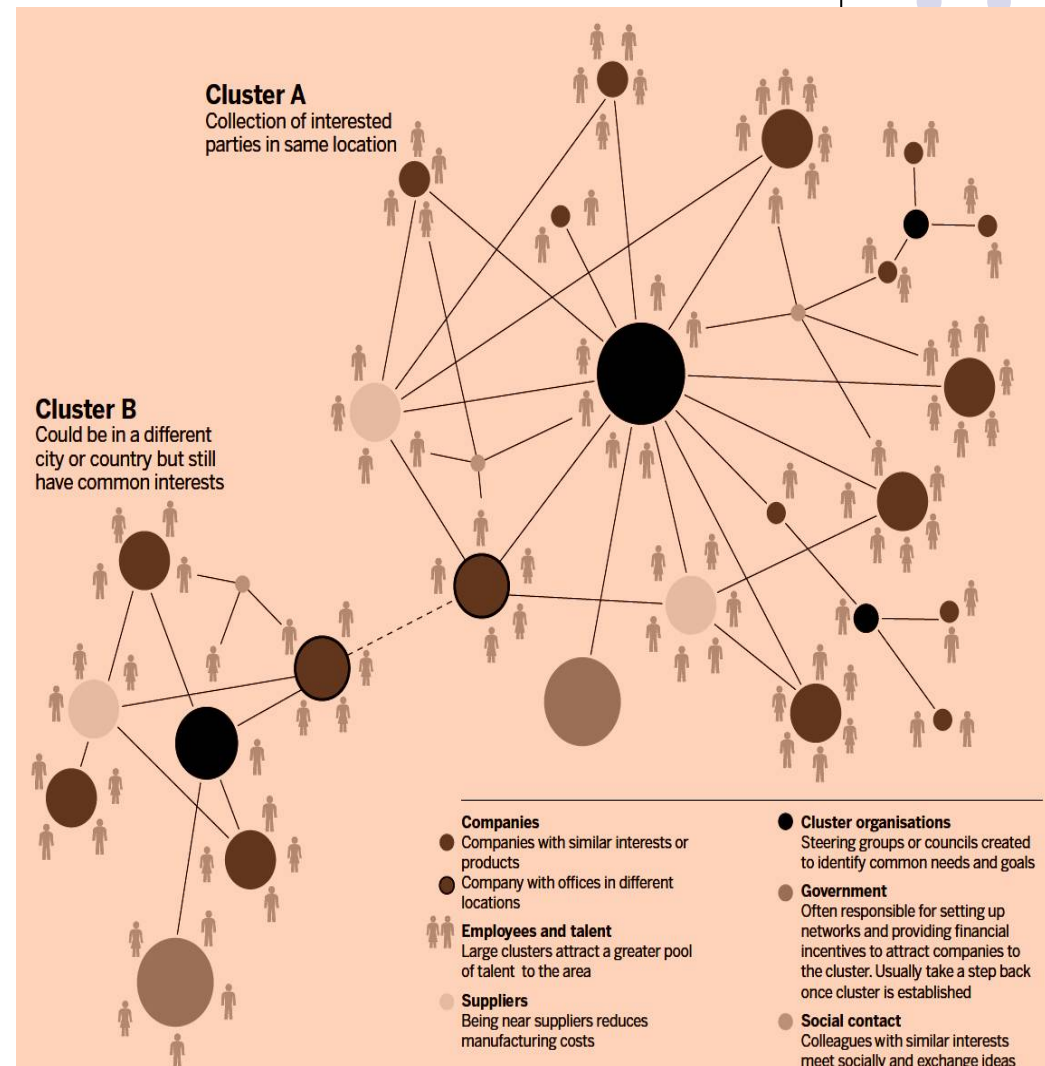 Cluster A
Collection of interested
parties in same location
Cluster B
Could be in a different
city or country but still
have common interests
Companies
Companies with similar interests or
products
Company with offices in different
locations
Employees and talent
Large clusters attract a greater pool
of talent to the area
Suppliers
Being near suppliers reduces
manufacturing costs
Cluster organisations
Steering groups or councils created
to identify common needs and goals
Government
Often responsible for setting up
networks and providing financial
incentives to attract companies to
the cluster. Usually take a step back
once cluster is established
Social contact
Colleagues with similar interests
meet socially and exchange ideas